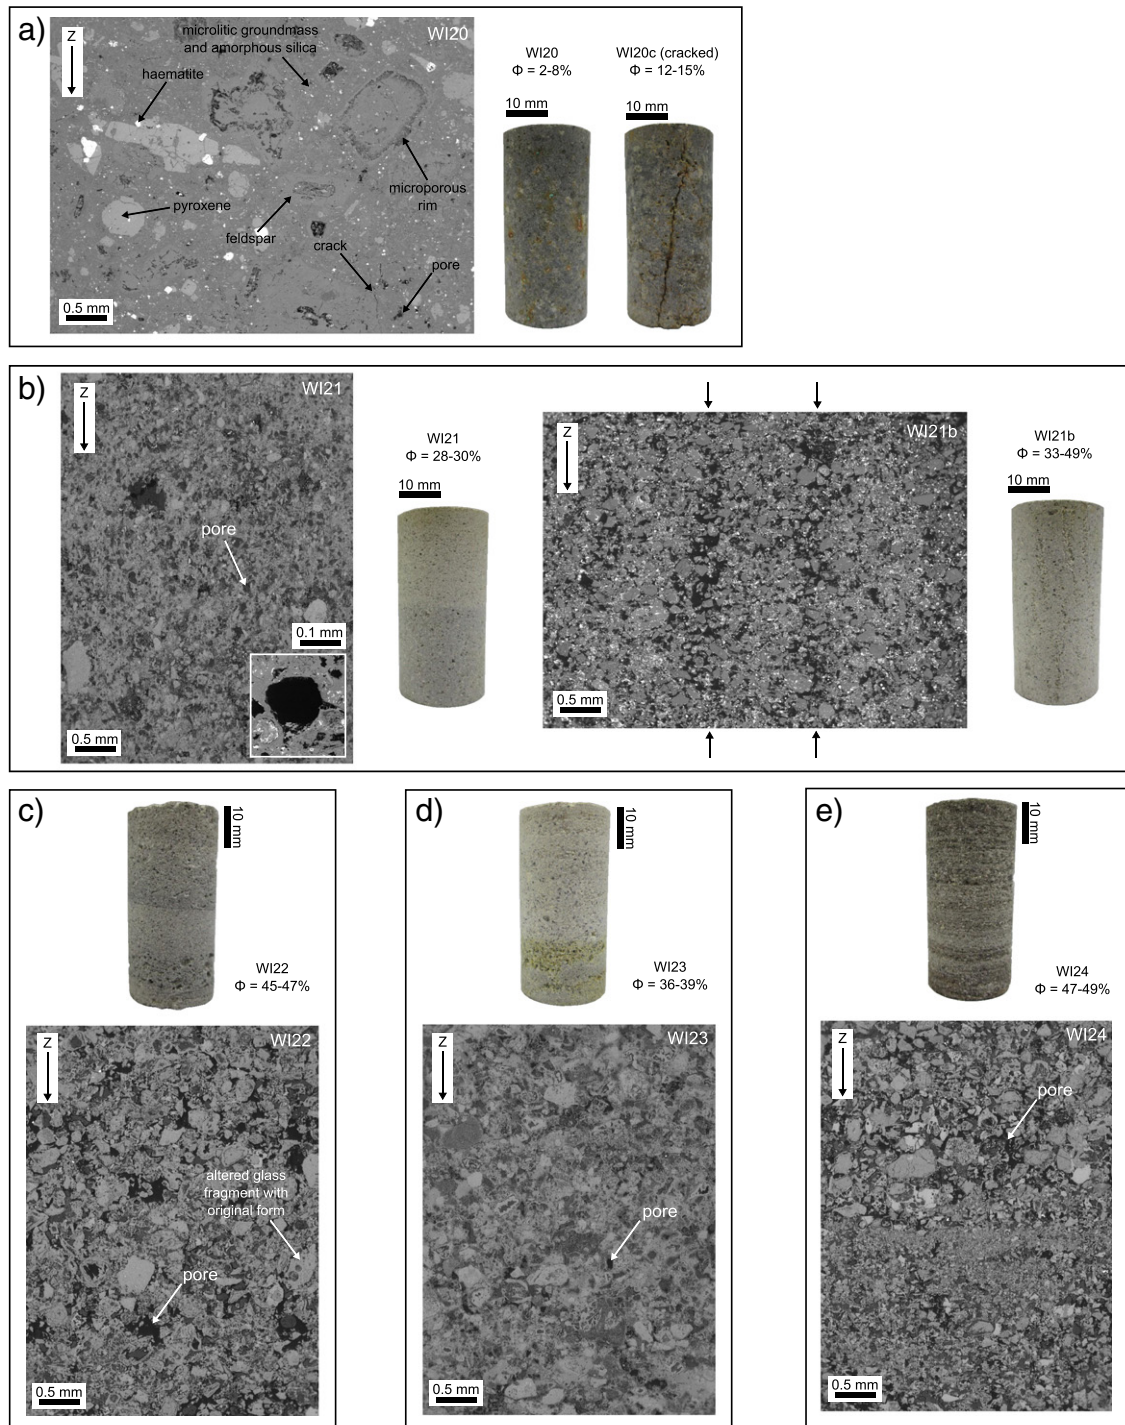 a)
Z
WI20
microlitic groundmass
and amorphous silica
haematite
pyroxene
feldspar
crack
microporous
rim
pore
0.5 mm
WI20
Φ = 2-8%
10 mm
WI20c (cracked)
Φ = 12-15%
10 mm
b)
Z
WI21
pore
0.1 mm
0.5 mm
WI21
Φ = 28-30%
10 mm
Z
WI21b
0.5 mm
WI21b
Φ = 33-49%
10 mm
c)
10 mm
WI22
Φ = 45-47%
Z
WI22
altered glass
fragment with
original form
pore
0.5 mm
d)
10 mm
WI23
Φ = 36-39%
Z
WI23
pore
0.5 mm
e)
10 mm
WI24
Φ = 47-49%
Z
WI24
pore
0.5 mm